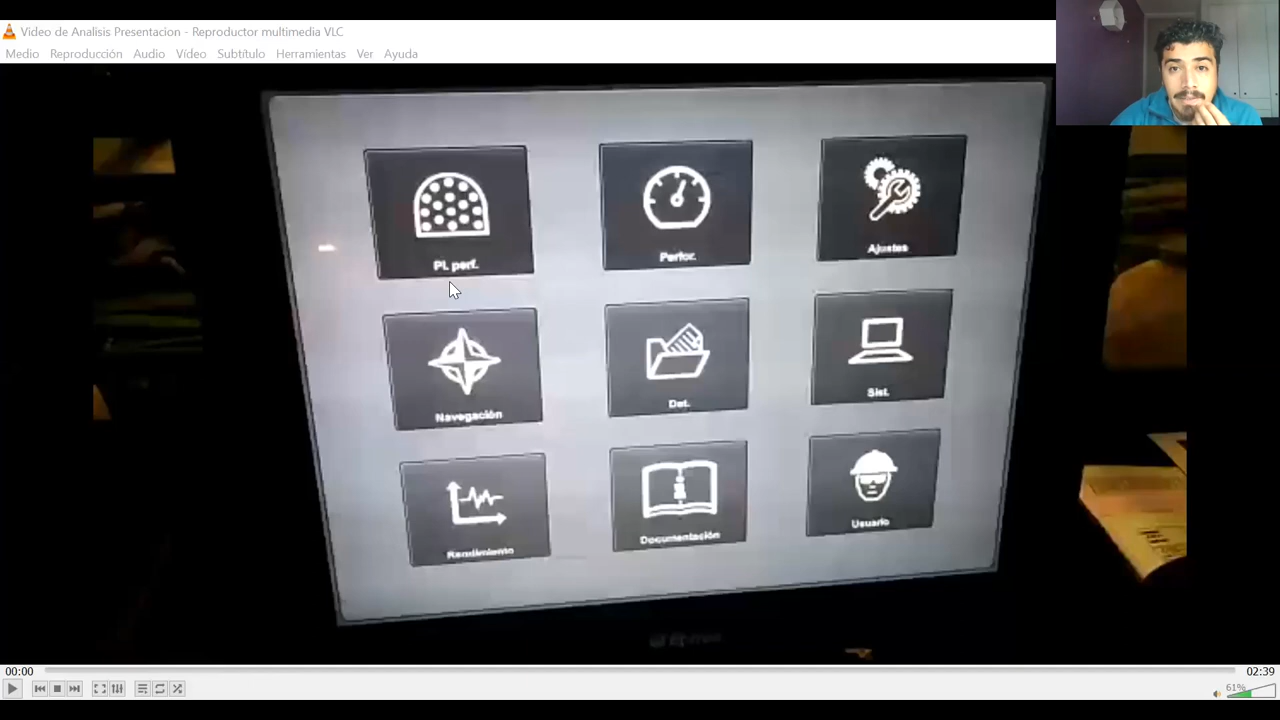 Video de Analisis Presentacion - Reproductor multimedia VLC
Medio Reproducción Audio Vídeo Subtítulo Herramientas Ver Ayuda
Pl. perf. Perfor. Ajustes
Navegación Dat. Sist.
Rendimiento Documentación Usuario
00:00 02:39
61%